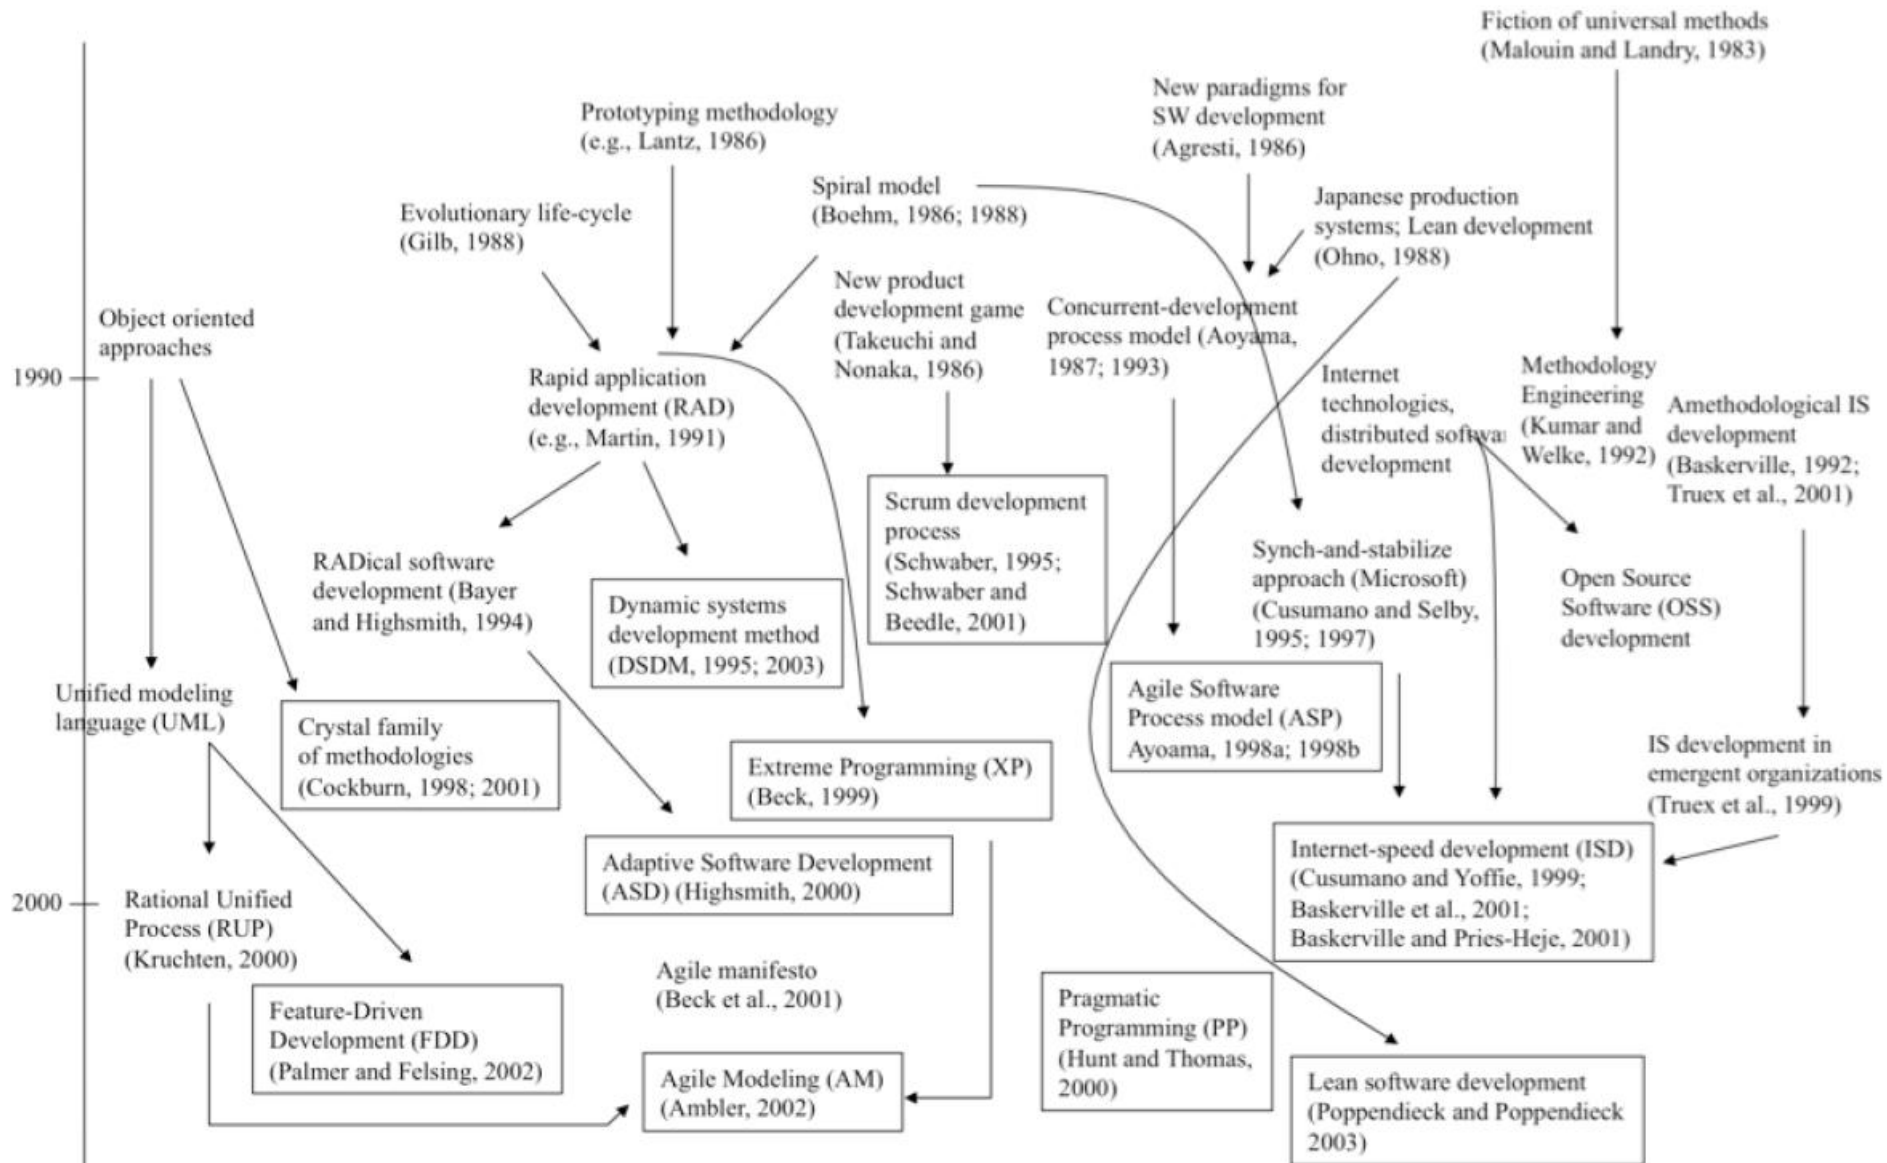 Fiction of universal methods
(Malouin and Landry, 1983)
New paradigms for
SW development
(Agresti, 1986)
Prototyping methodology
(e.g., Lantz, 1986)
Spiral model
(Boehm, 1986; 1988)
Japanese production
systems; Lean development
(Ohno, 1988)
Evolutionary life-cycle
(Gilb, 1988)
New product
development game
(Takeuchi and
Nonaka, 1986)
Concurrent-development
process model (Aoyama,
1987; 1993)
Object oriented
approaches
1990
Rapid application
development (RAD)
(e.g., Martin, 1991)
Internet
technologies,
distributed softwa
development
Methodology
Engineering
(Kumar and
Welke, 1992)
Amethodological IS
development
(Baskerville, 1992;
Truex et al., 2001)
Scrum development
process
(Schwaber, 1995;
Schwaber and
Beedle, 2001)
RADical software
development (Bayer
and Highsmith, 1994)
Dynamic systems
development method
(DSDM, 1995; 2003)
Synch-and-stabilize
approach (Microsoft)
(Cusumano and Selby,
1995; 1997)
Open Source
Software (OSS)
development
Unified modeling
language (UML)
Crystal family
of methodologies
(Cockburn, 1998; 2001)
Agile Software
Process model (ASP)
Ayoama, 1998a; 1998b
Extreme Programming (XP)
(Beck, 1999)
IS development in
emergent organizations
(Truex et al., 1999)
Adaptive Software Development
(ASD) (Highsmith, 2000)
Internet-speed development (ISD)
(Cusumano and Yoffie, 1999;
Baskerville et al., 2001;
Baskerville and Pries-Heje, 2001)
2000
Rational Unified
Process (RUP)
(Kruchten, 2000)
Agile manifesto
(Beck et al., 2001)
Feature-Driven
Development (FDD)
(Palmer and Felsing, 2002)
Pragmatic
Programming (PP)
(Hunt and Thomas,
2000)
Agile Modeling (AM)
(Ambler, 2002)
Lean software development
(Poppendieck and Poppendieck
2003)